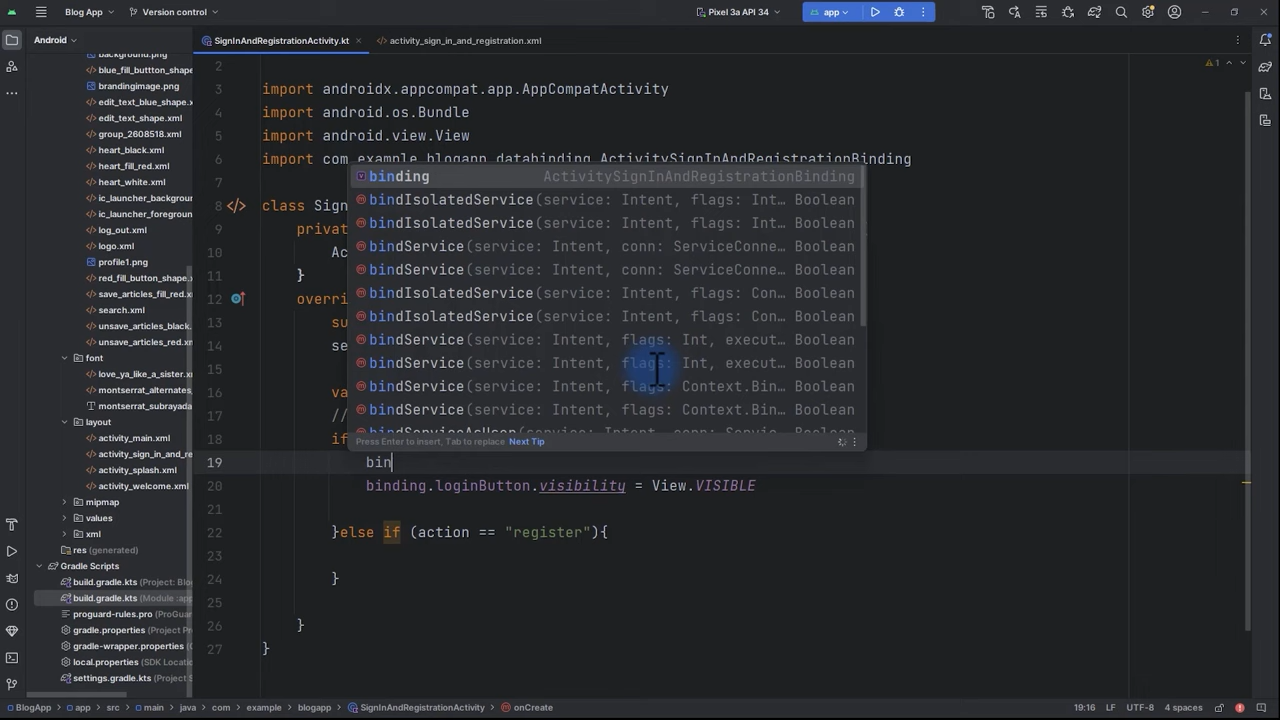 Blog App
Version control
Pixel 3a API 34
app
Android
SignInAndRegistrationActivity.kt
activity_sign_in_and_registration.xml
background.png
blue_fill_buttton_shape
brandingimage.png
edit_text_blue_shape.
edit_text_shape.xml
group_2608518.xml
heart_black.xml
heart_fill_red.xml
heart_white.xml
ic_launcher_backgroun
ic_launcher_foregroun
log_out.xml
logo.xml
profile1.png
red_fill_button_shape.x
save_articles_fill_red.x
search.xml
unsave_articles_black.
unsave_articles_red.xm
font
love_ya_like_a_sister.x
montserrat_alternates_
montserrat_subrayada
layout
activity_main.xml
activity_sign_in_and_re
activity_splash.xml
activity_welcome.xml
mipmap
values
xml
res (generated)
Gradle Scripts
build.gradle.kts (Project: Blo
build.gradle.kts (Module :app
proguard-rules.pro (ProGua
gradle.properties (Project Pr
gradle-wrapper.properties (
local.properties (SDK Locatio
settings.gradle.kts (Project S
1
2
3 import androidx.appcompat.app.AppCompatActivity
4 import android.os.Bundle
5 import android.view.View
6 import com.example.blogapp.databinding.ActivitySignInAndRegistrationBinding
7
8 class Sign
9 privat
10 Ac
11 }
12 overri
13 su
14 se
15
16 va
17 //
18 if
19 bin
20 binding.loginButton.visibility = View.VISIBLE
22 }else if (action == "register"){
23
24 }
25
26 }
27 }
binding ActivitySignInAndRegistrationBinding
bindIsolatedService(service: Intent, flags: Int… Boolean
bindIsolatedService(service: Intent, flags: Int… Boolean
bindService(service: Intent, conn: ServiceConne… Boolean
bindService(service: Intent, conn: ServiceConne… Boolean
bindIsolatedService(service: Intent, flags: Con… Boolean
bindIsolatedService(service: Intent, flags: Con… Boolean
bindService(service: Intent, flags: Int, execut… Boolean
bindService(service: Intent, flags: Int, execut… Boolean
bindService(service: Intent, flags: Context.Bin… Boolean
bindService(service: Intent, flags: Context.Bin… Boolean
bindServiceAsUser(service: Intent, conn: Servic… Boolean
Press Enter to insert, Tab to replace Next Tip
BlogApp > app > src > main > java > com > example > blogapp > SignInAndRegistrationActivity > onCreate
19:16 LF UTF-8 4 spaces